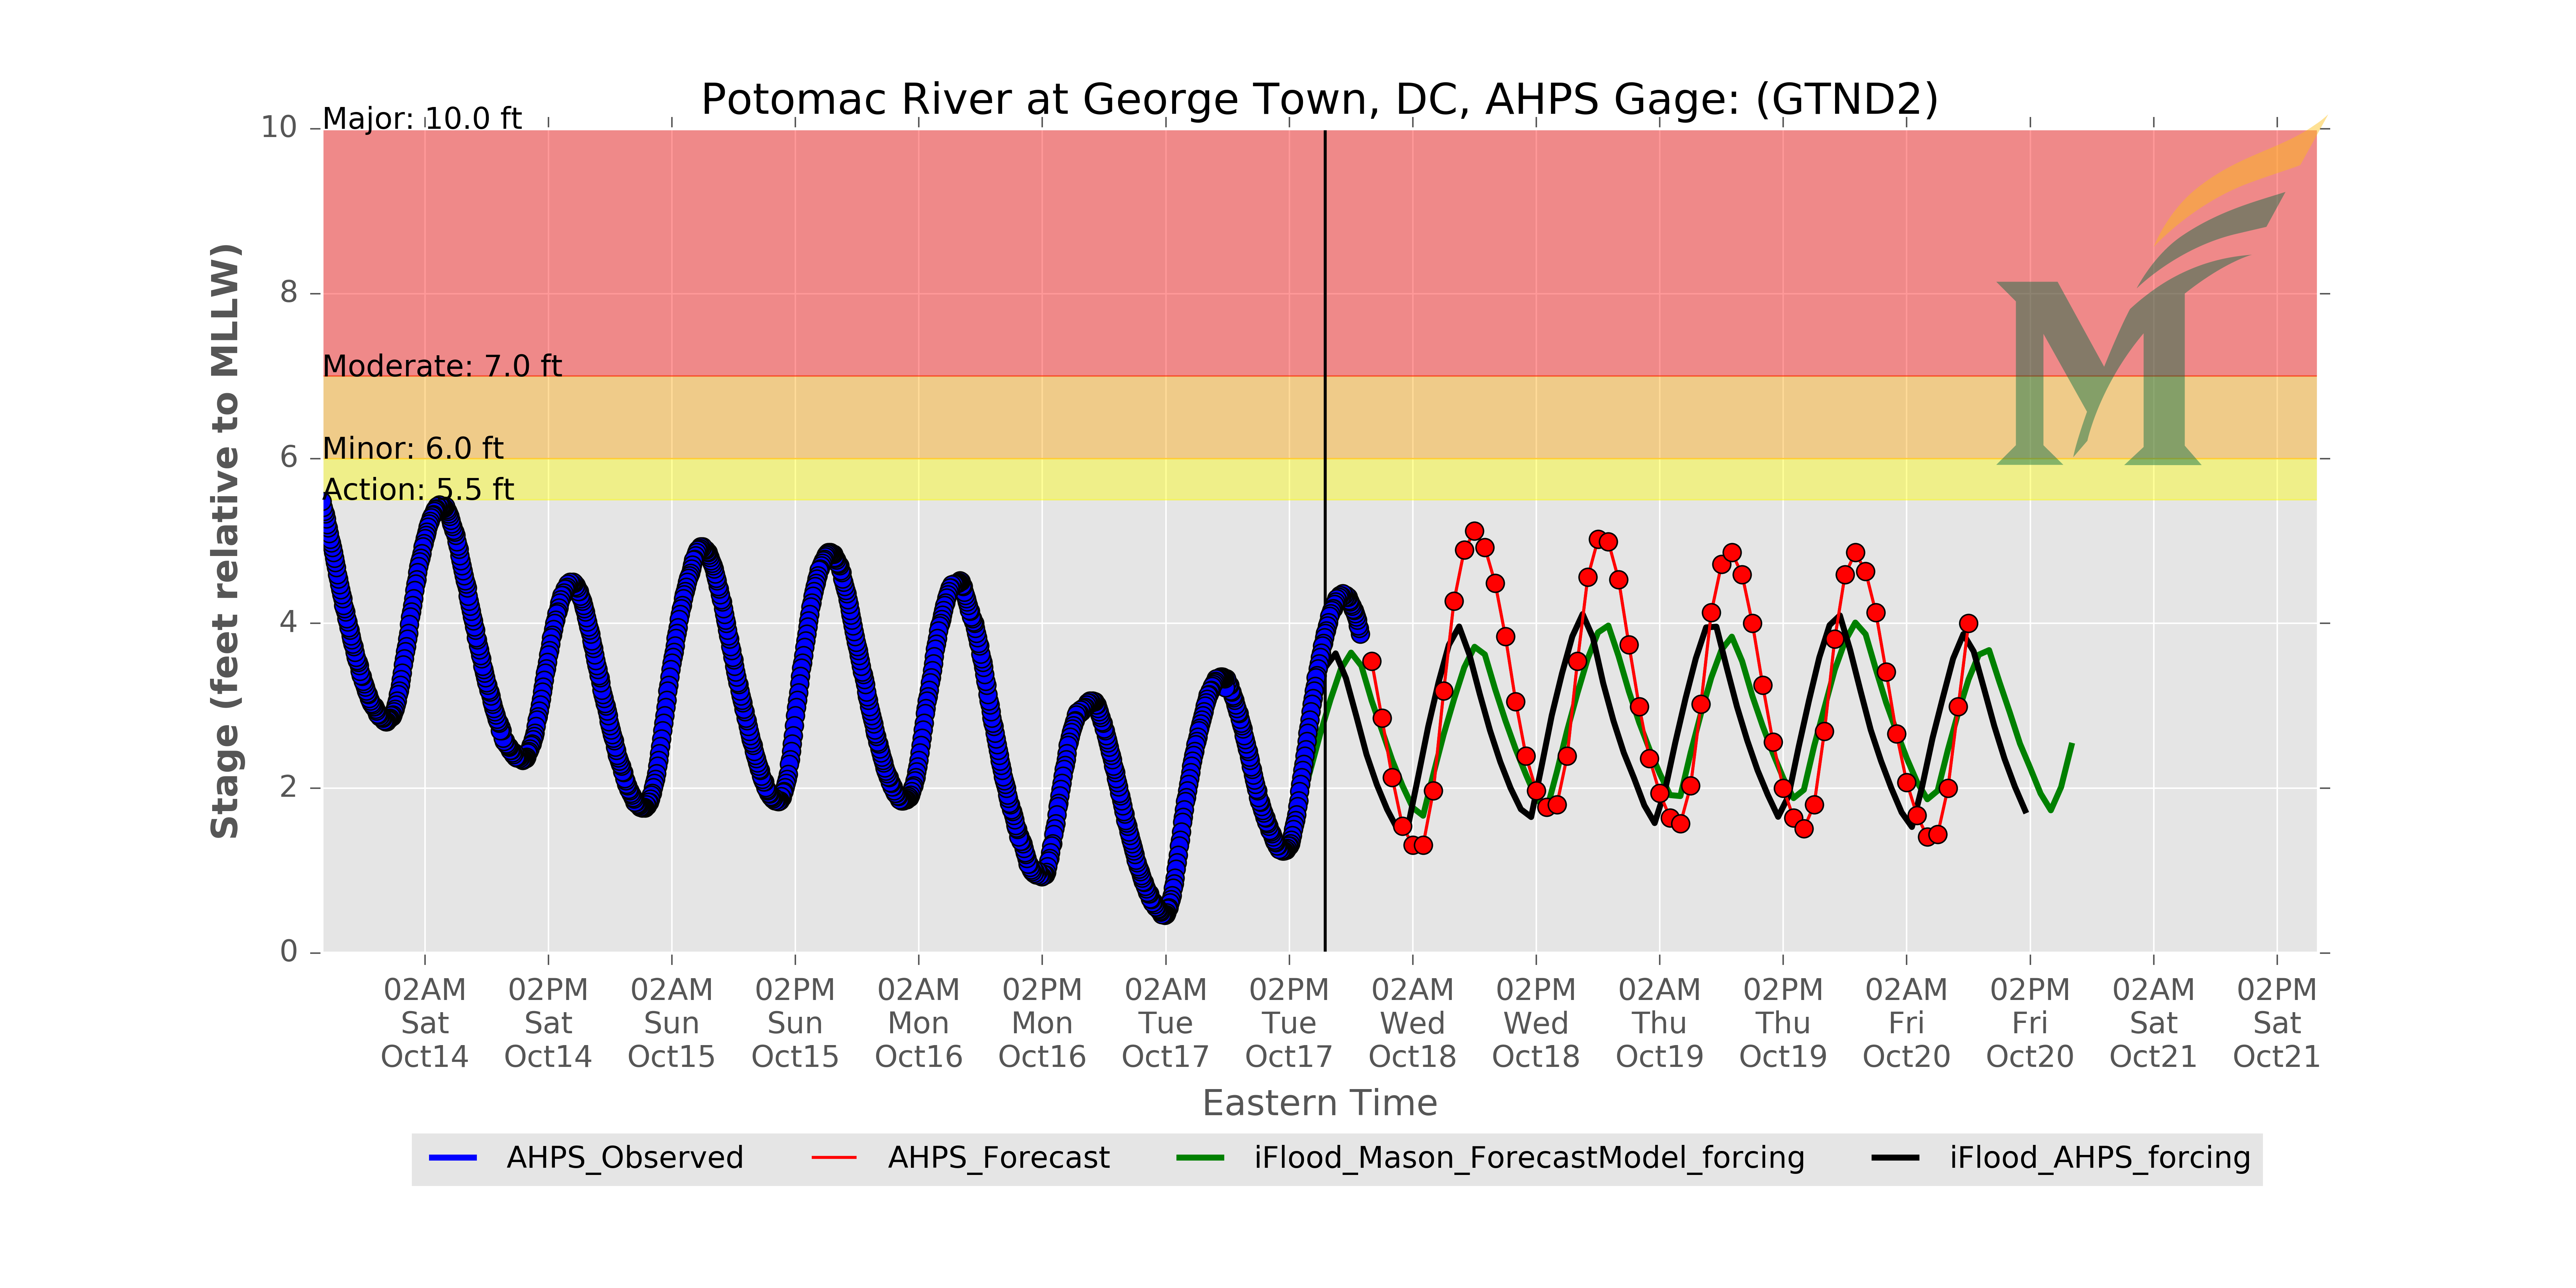 Potomac River at George Town, DC, AHPS Gage: (GTND2)
Major: 10.0 ft
10
8
Moderate: 7.0 ft
6
Minor: 6.0 ft
Action: 5.5 ft
4
2
0
Stage (feet relative to MLLW)
02AM 02PM 02AM 02PM 02AM 02PM 02AM 02PM 02AM 02PM 02AM 02PM 02AM 02PM 02AM 02PM
Sat Sat Sun Sun Mon Mon Tue Tue Wed Wed Thu Thu Fri Fri Sat Sat
Oct14 Oct14 Oct15 Oct15 Oct16 Oct16 Oct17 Oct17 Oct18 Oct18 Oct19 Oct19 Oct20 Oct20 Oct21 Oct21
Eastern Time
AHPS_Observed AHPS_Forecast iFlood_Mason_ForecastModel_forcing iFlood_AHPS_forcing